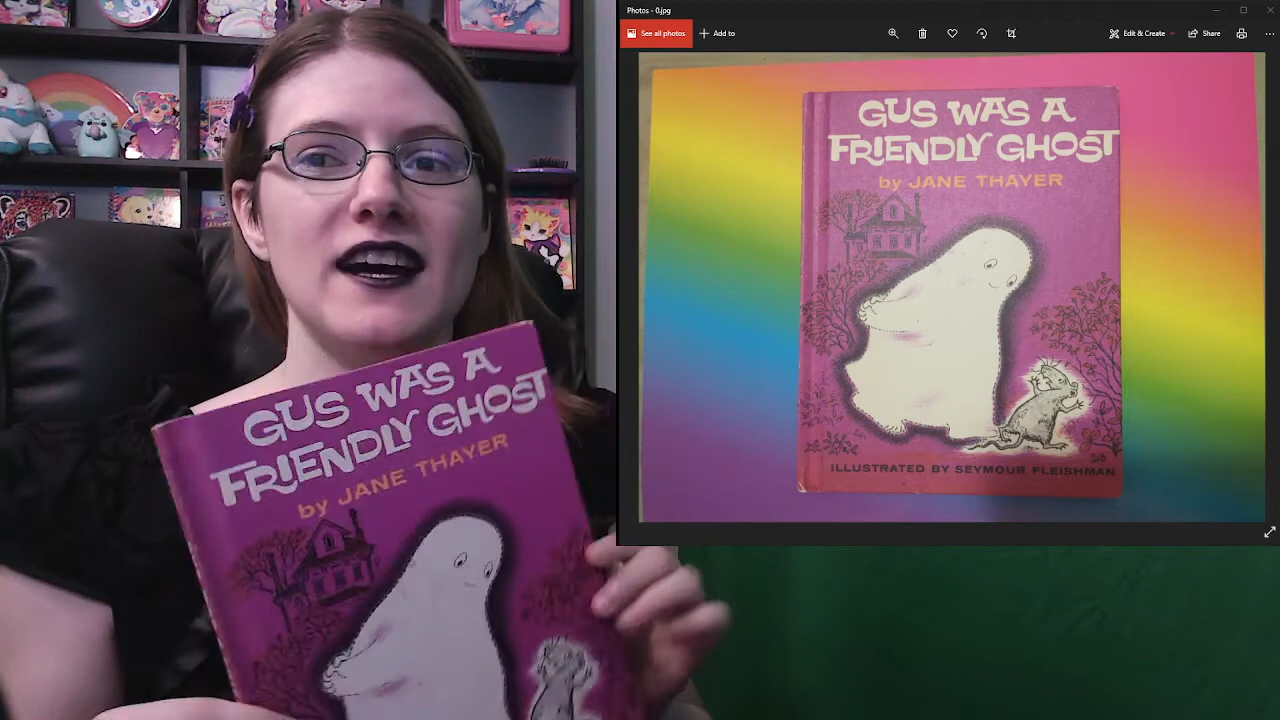 GUS WAS A
FRIENDLY GHOST
by JANE THAYER
Photos - 0.jpg
See all photos
Add to
Edit & Create
Share
GUS WAS A
FRIENDLY GHOST
by JANE THAYER
ILLUSTRATED BY SEYMOUR FLEISHMAN